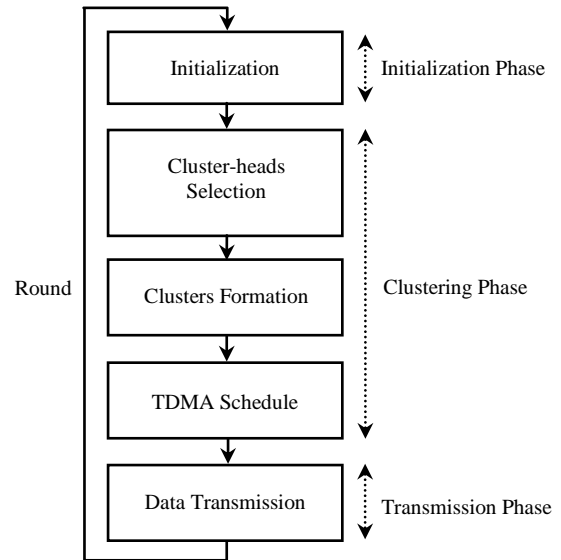 Initialization
Initialization Phase
Cluster-heads
Selection
Round
Clusters Formation
Clustering Phase
TDMA Schedule
Data Transmission
Transmission Phase